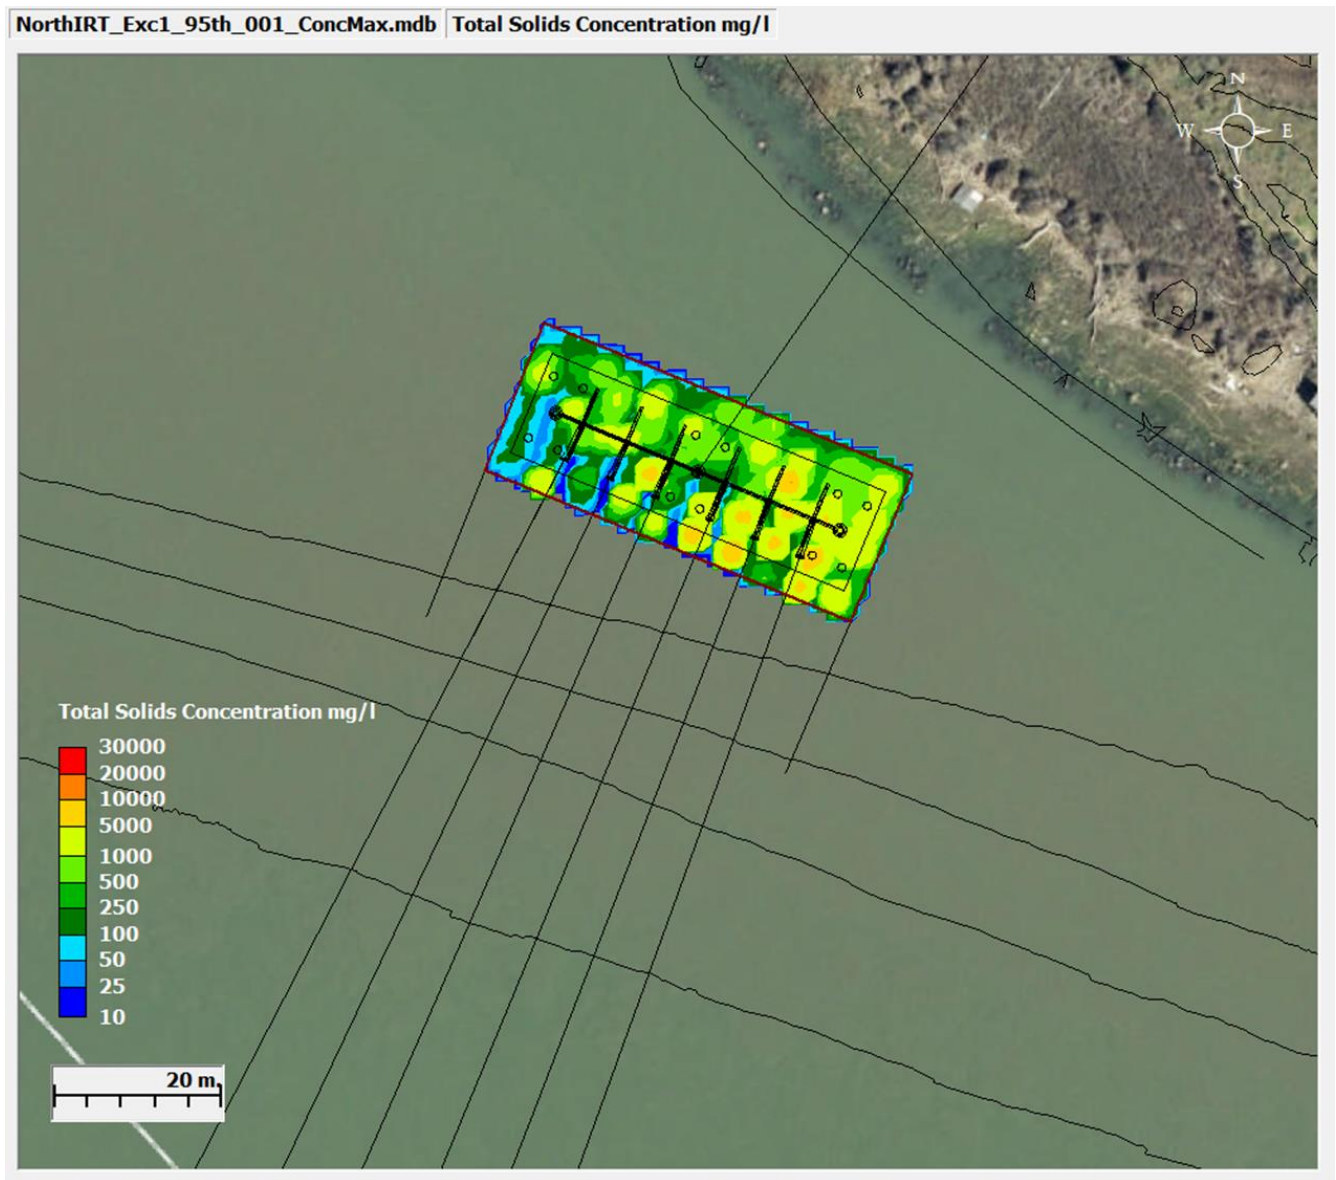 NorthIRT_Exc1_95th_001_ConcMax.mdb Total Solids Concentration mg/l
N
W E
S
Total Solids Concentration mg/l
30000
20000
10000
5000
1000
500
250
100
50
25
10
20 m.